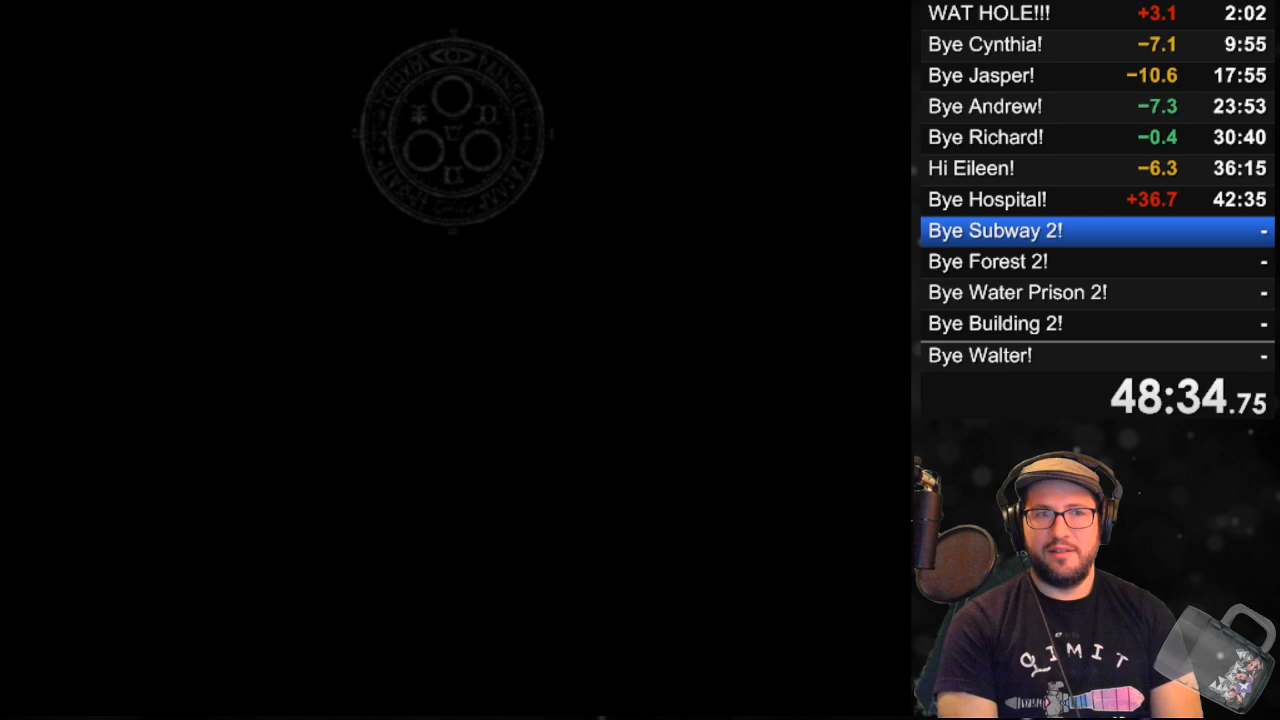 WAT HOLE!!! +3.1 2:02
Bye Cynthia! −7.1 9:55
Bye Jasper! −10.6 17:55
Bye Andrew! −7.3 23:53
Bye Richard! −0.4 30:40
Hi Eileen! −6.3 36:15
Bye Hospital! +36.7 42:35
Bye Subway 2! -
Bye Forest 2! -
Bye Water Prison 2! -
Bye Building 2! -
Bye Walter! -
48:34.75